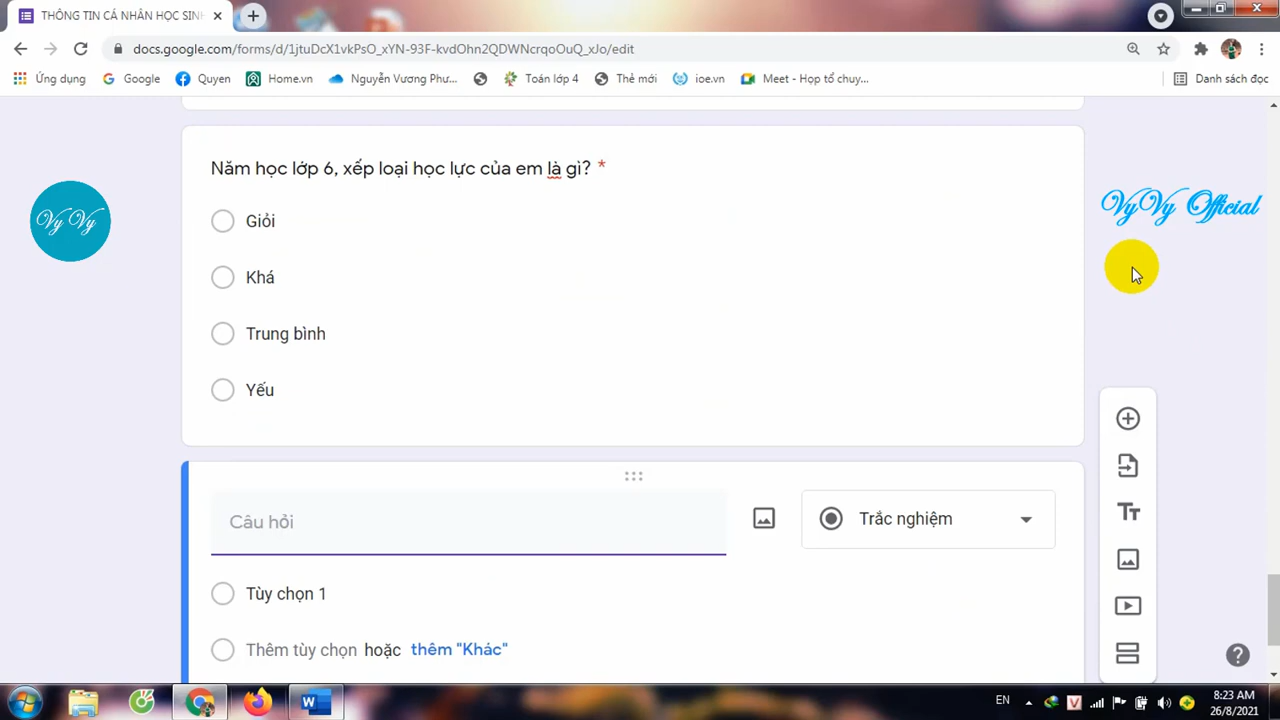 THÔNG TIN CÁ NHÂN HỌC SINH
docs.google.com/forms/d/1jtuDcX1vkPsO_xYN-93F-kvdOhn2QDWNcrqoOuQ_xJo/edit
Ứng dụng
Google
Quyen
Home.vn
Nguyễn Vương Phư...
Toán lớp 4
Thẻ mới
ioe.vn
Meet - Họp tổ chuy...
Danh sách đọc
Năm học lớp 6, xếp loại học lực của em là gì? *
Vy Vy
VyVy Official
Giỏi
Khá
Trung bình
Yếu
Câu hỏi
Trắc nghiệm
Tùy chọn 1
Thêm tùy chọn hoặc thêm "Khác"
EN
8:23 AM
26/8/2021